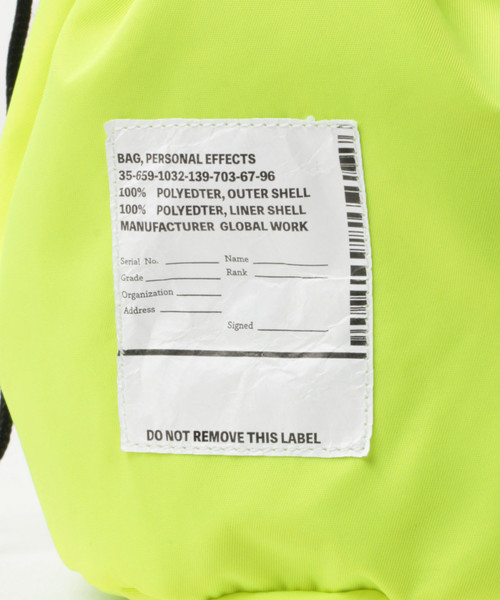 BAG, PERSONAL EFFECTS
35-659-1032-139-703-67-96
100% POLYEDTER, OUTER SHELL
100% POLYEDTER, LINER SHELL
MANUFACTURER GLOBAL WORK
Serial No. Name
Grade Rank
Organization
Address
Signed
DO NOT REMOVE THIS LABEL